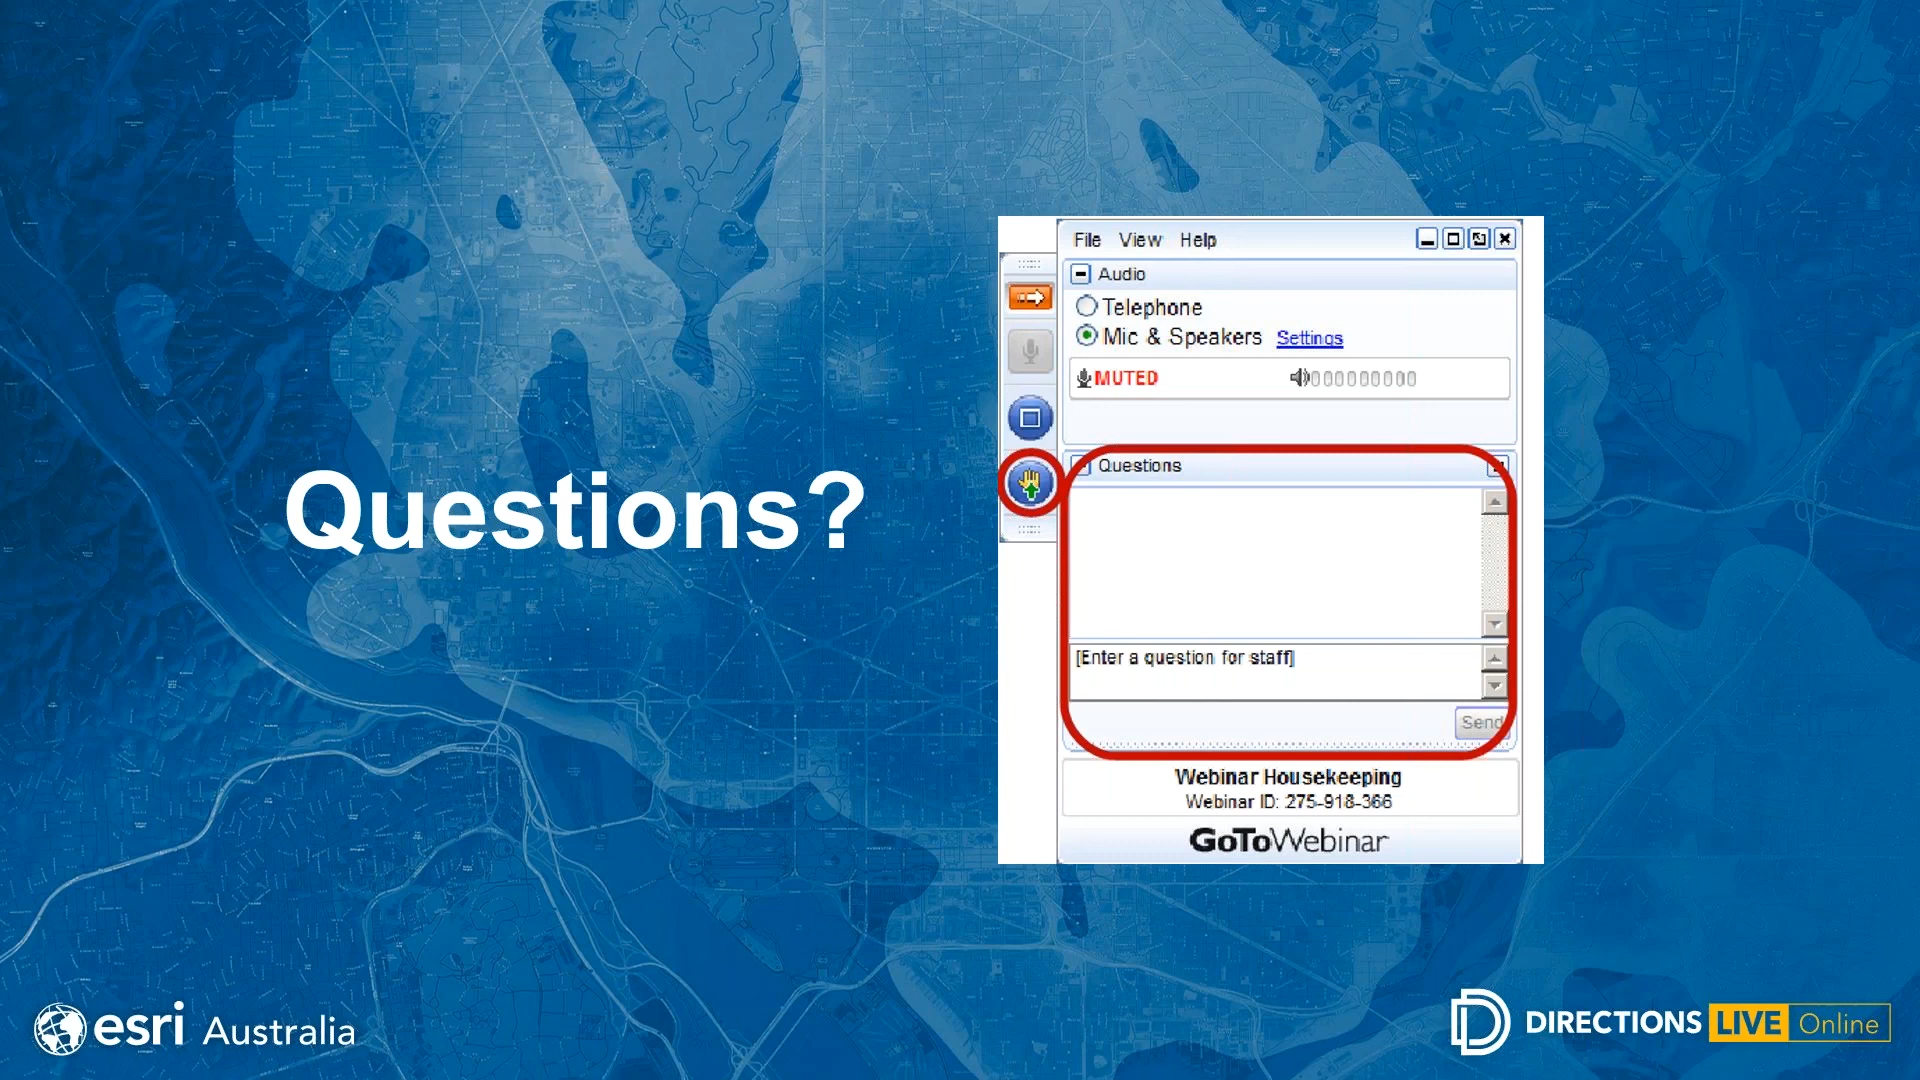 Questions?
File View Help
Audio
Telephone
Mic & Speakers Settings
MUTED
Questions
[Enter a question for staff]
Send
Webinar Housekeeping
Webinar ID: 275-918-366
GoToWebinar
esri Australia
DIRECTIONS LIVE Online